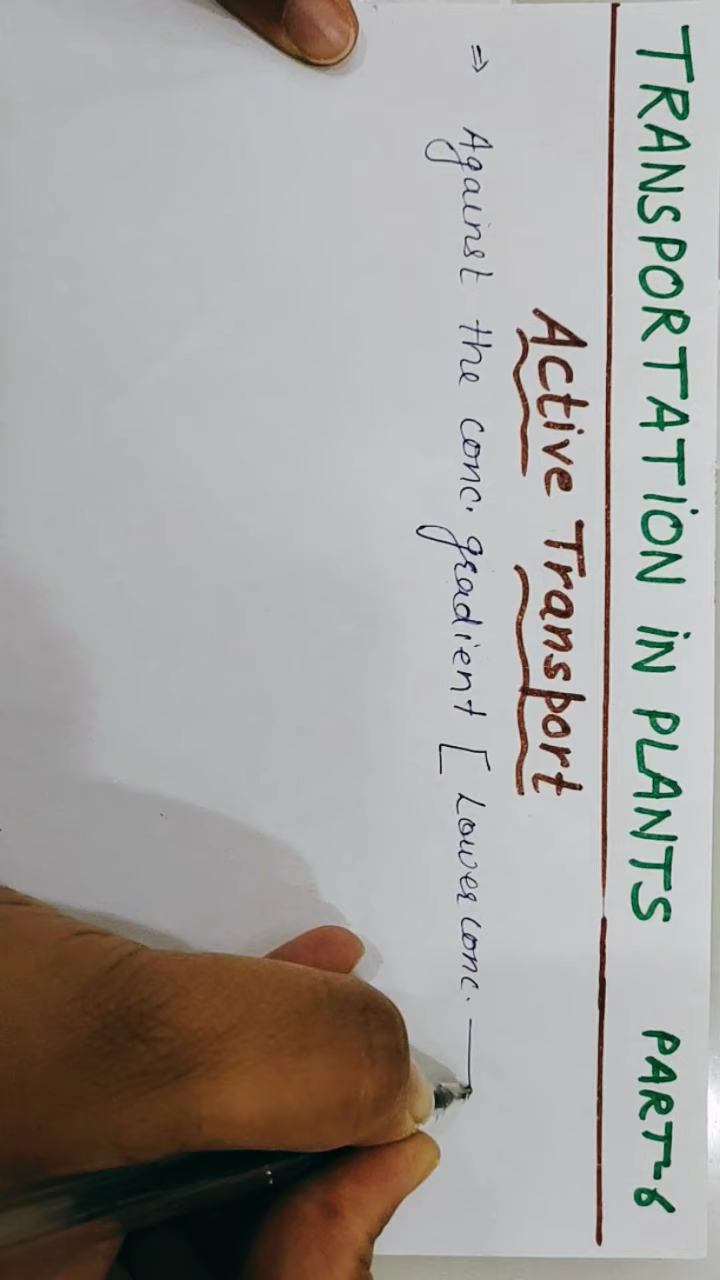 TRANSPORTATION IN PLANTS PART-6
Active Transport
⇒ Against the conc. gradient [ Lower conc. —